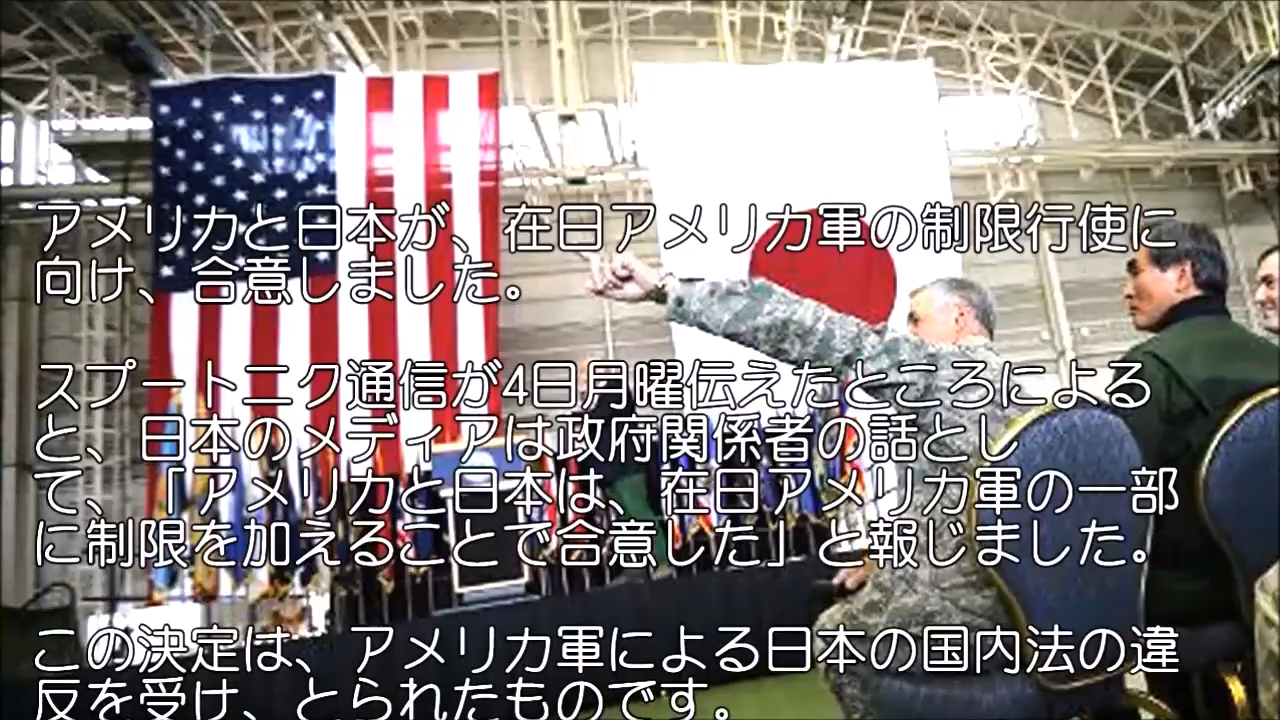 アメリカと日本が、在日アメリカ軍の制限行使に
向け、合意しました。
スプートニク通信が4日月曜伝えたところによる
と、日本のメディアは政府関係者の話とし
て、「アメリカと日本は、在日アメリカ軍の一部
に制限を加えることで合意した」と報じました。
この決定は、アメリカ軍による日本の国内法の違
反を受け、とられたものです。